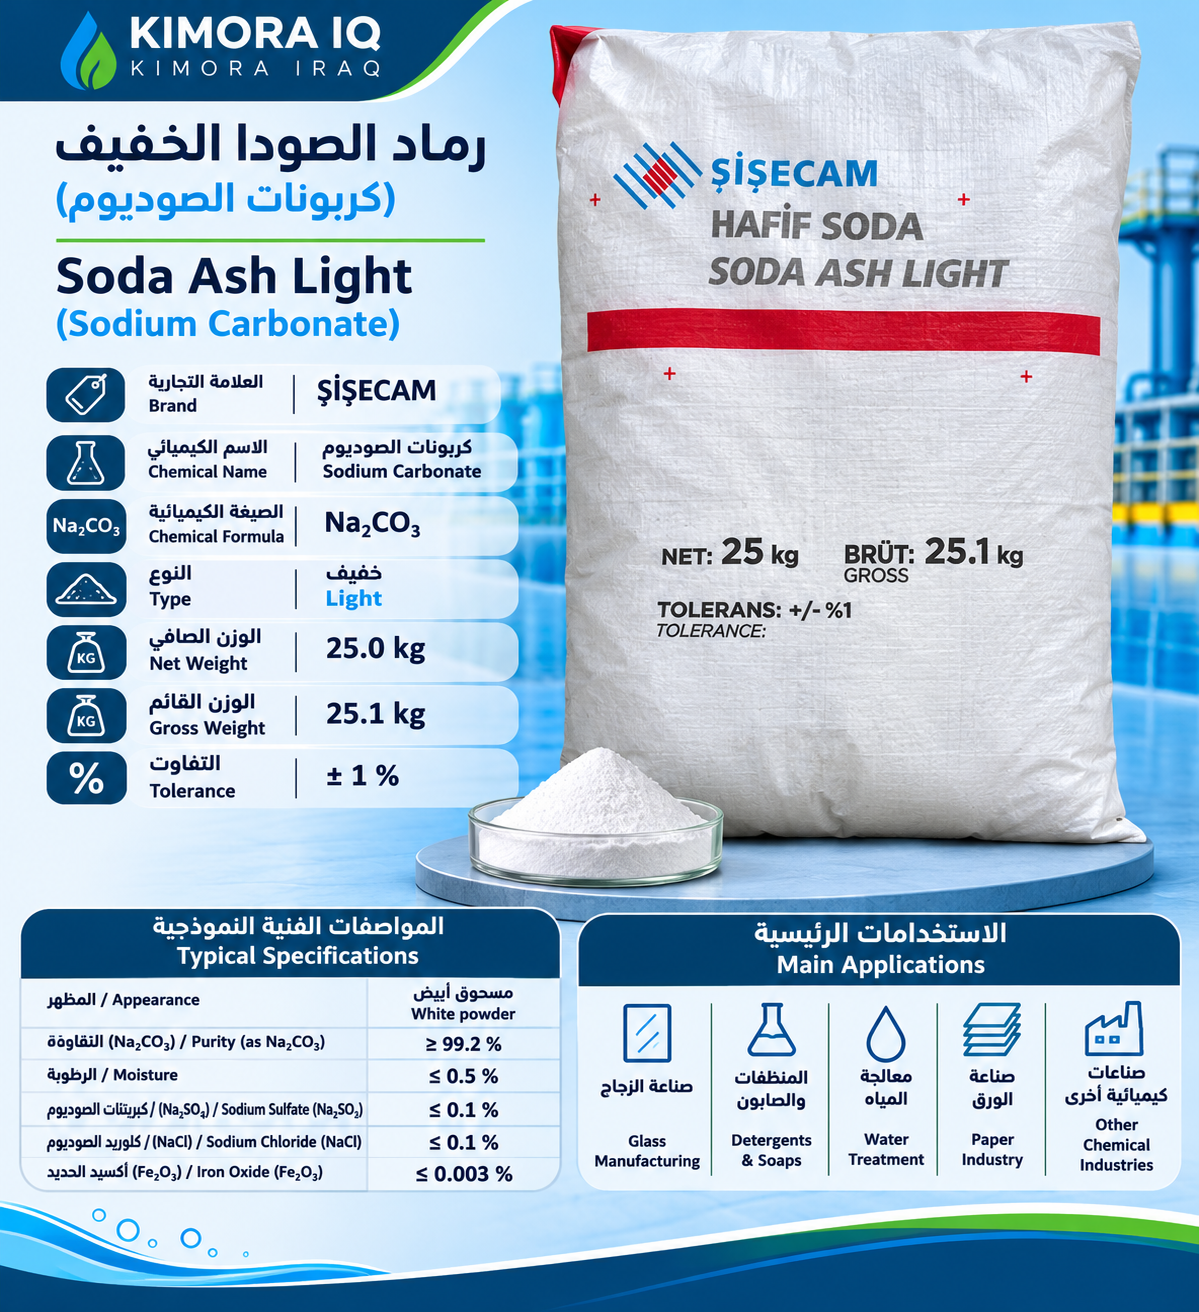 KIMORA IQ
KIMORA IRAQ
رماد الصودا الخفيف
(كربونات الصوديوم)
Soda Ash Light
(Sodium Carbonate)
العلامة التجارية
Brand
ŞİŞECAM
الاسم الكيميائي
Chemical Name
كربونات الصوديوم
Sodium Carbonate
Na₂CO₃
الصيغة الكيميائية
Chemical Formula
Na₂CO₃
النوع
Type
خفيف
Light
KG
الوزن الصافي
Net Weight
25.0 kg
KG
الوزن القائم
Gross Weight
25.1 kg
%
التفاوت
Tolerance
± 1 %
ŞİŞECAM
HAFİF SODA
SODA ASH LIGHT
NET: 25 kg
BRÜT: 25.1 kg
GROSS
TOLERANS: +/- %1
TOLERANCE:
المواصفات الفنية النموذجية
Typical Specifications
المظهر / Appearance
مسحوق أبيض
White powder
(Na₂CO₃) / Purity (as Na₂CO₃)
≥ 99.2 %
الرطوبة / Moisture
≤ 0.5 %
الصوديوم / (Na₂SO₄) / Sodium Sulfate (Na₂SO₂)
≤ 0.1 %
كلوريد الصوديوم / (NaCl) / Sodium Chloride (NaCl)
≤ 0.1 %
أكسيد الحديد (Fe₂O₃) / Iron Oxide (Fe₂O₃)
≤ 0.003 %
الاستخدامات الرئيسية
Main Applications
صناعة الزجاج
Glass
Manufacturing
المنظفات
والصابون
Detergents
& Soaps
معالجة
المياه
Water
Treatment
صناعة
الورق
Paper
Industry
صناعات
كيميائية أخرى
Other
Chemical
Industries